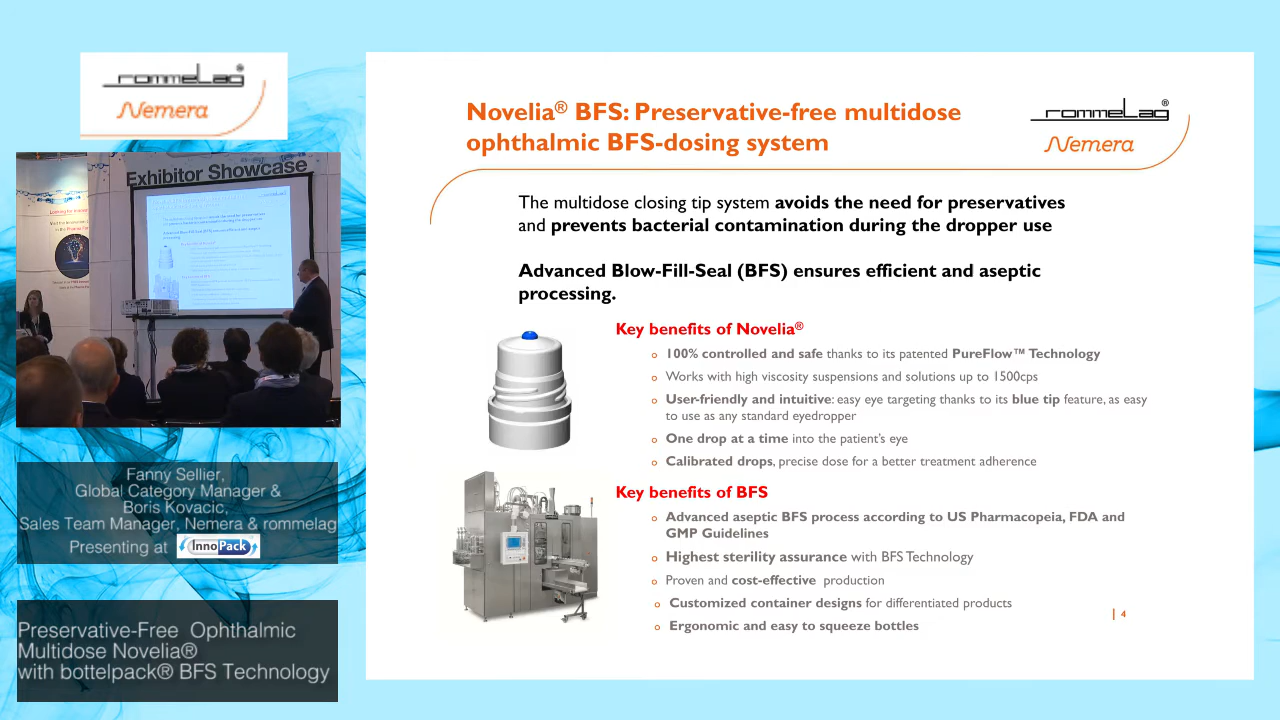 rommelag®
Nemera
Exhibitor Showcase
Fanny Sellier,
Global Category Manager &
Boris Kovacic,
Sales Team Manager, Nemera & rommelag
Presenting at InnoPack
Preservative-Free Ophthalmic
Multidose Novelia®
with bottelpack® BFS Technology
Novelia® BFS: Preservative-free multidose
ophthalmic BFS-dosing system
rommelag®
Nemera
The multidose closing tip system avoids the need for preservatives
and prevents bacterial contamination during the dropper use
Advanced Blow-Fill-Seal (BFS) ensures efficient and aseptic
processing.
Key benefits of Novelia®
o 100% controlled and safe thanks to its patented PureFlow™ Technology
o Works with high viscosity suspensions and solutions up to 1500cps
o User-friendly and intuitive: easy eye targeting thanks to its blue tip feature, as easy
to use as any standard eyedropper
o One drop at a time into the patient's eye
o Calibrated drops, precise dose for a better treatment adherence
Key benefits of BFS
o Advanced aseptic BFS process according to US Pharmacopeia, FDA and
GMP Guidelines
o Highest sterility assurance with BFS Technology
o Proven and cost-effective production
o Customized container designs for differentiated products
o Ergonomic and easy to squeeze bottles
| 4